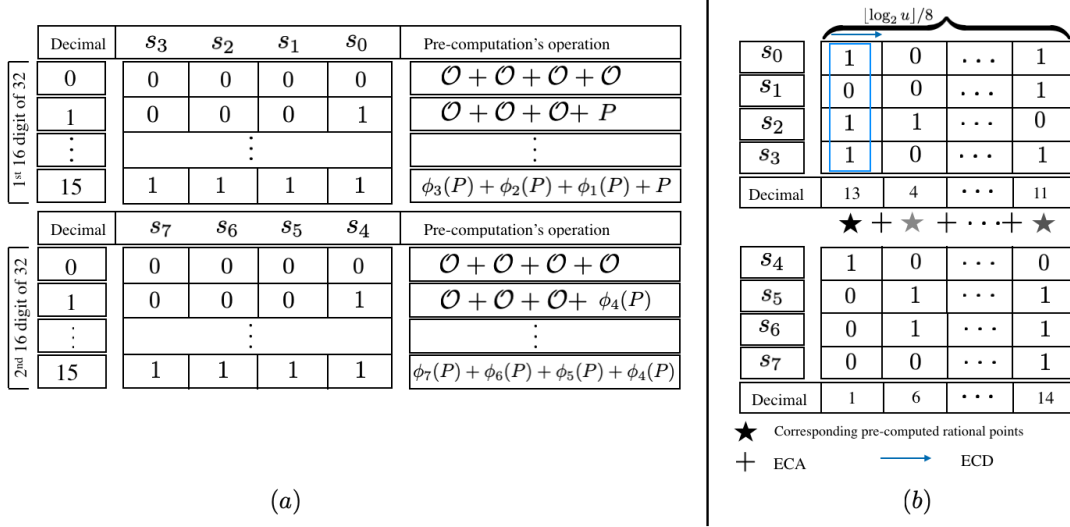 Decimal s₃ s₂ s₁ s₀ Pre-computation's operation
1ˢᵗ 16 digit of 32
0 0 0 0 0 𝒪 + 𝒪 + 𝒪 + 𝒪
1 0 0 0 1 𝒪 + 𝒪 + 𝒪 + P
⋮ ⋮ ⋮
15 1 1 1 1 ϕ₃(P) + ϕ₂(P) + ϕ₁(P) + P
Decimal s₇ s₆ s₅ s₄ Pre-computation's operation
2ⁿᵈ 16 digit of 32
0 0 0 0 0 𝒪 + 𝒪 + 𝒪 + 𝒪
1 0 0 0 1 𝒪 + 𝒪 + 𝒪 + ϕ₄(P)
⋮ ⋮ ⋮
15 1 1 1 1 ϕ₇(P) + ϕ₆(P) + ϕ₅(P) + ϕ₄(P)
(a)
⌊log₂ u⌋/8
s₀ 1 0 ··· 1
s₁ 0 0 ··· 1
s₂ 1 1 ··· 0
s₃ 1 0 ··· 1
Decimal 13 4 ··· 11
★ + ★ + ··· + ★
s₄ 1 0 ··· 0
s₅ 0 1 ··· 1
s₆ 0 1 ··· 1
s₇ 0 0 ··· 1
Decimal 1 6 ··· 14
★ Corresponding pre-computed rational points
+ ECA → ECD
(b)